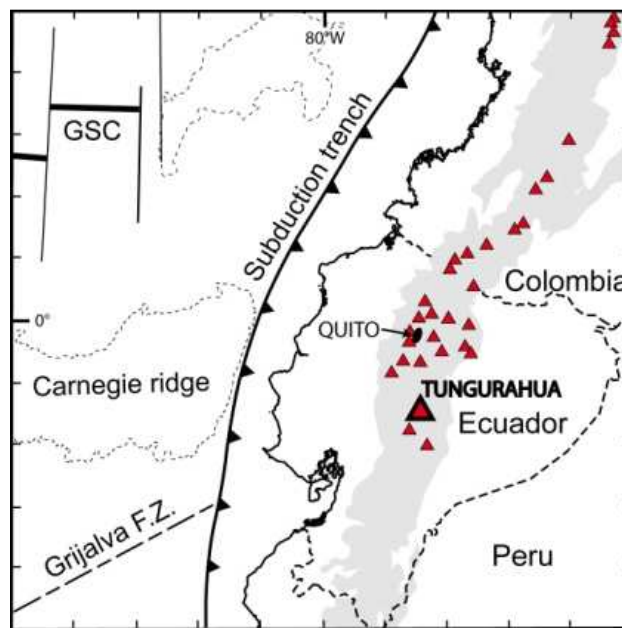 80°W
GSC
Subduction trench
Colombia
0°
QUITO
Carnegie ridge
TUNGURAHUA
Ecuador
Grijalva F.Z.
Peru